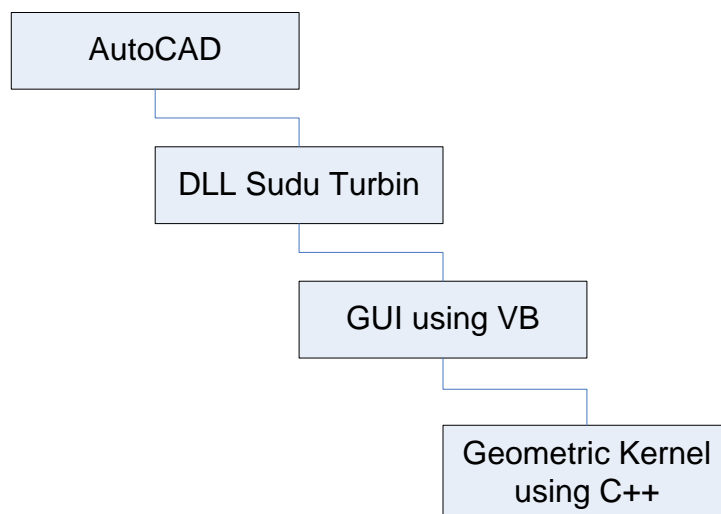 AutoCAD
DLL Sudu Turbin
GUI using VB
Geometric Kernel
using C++